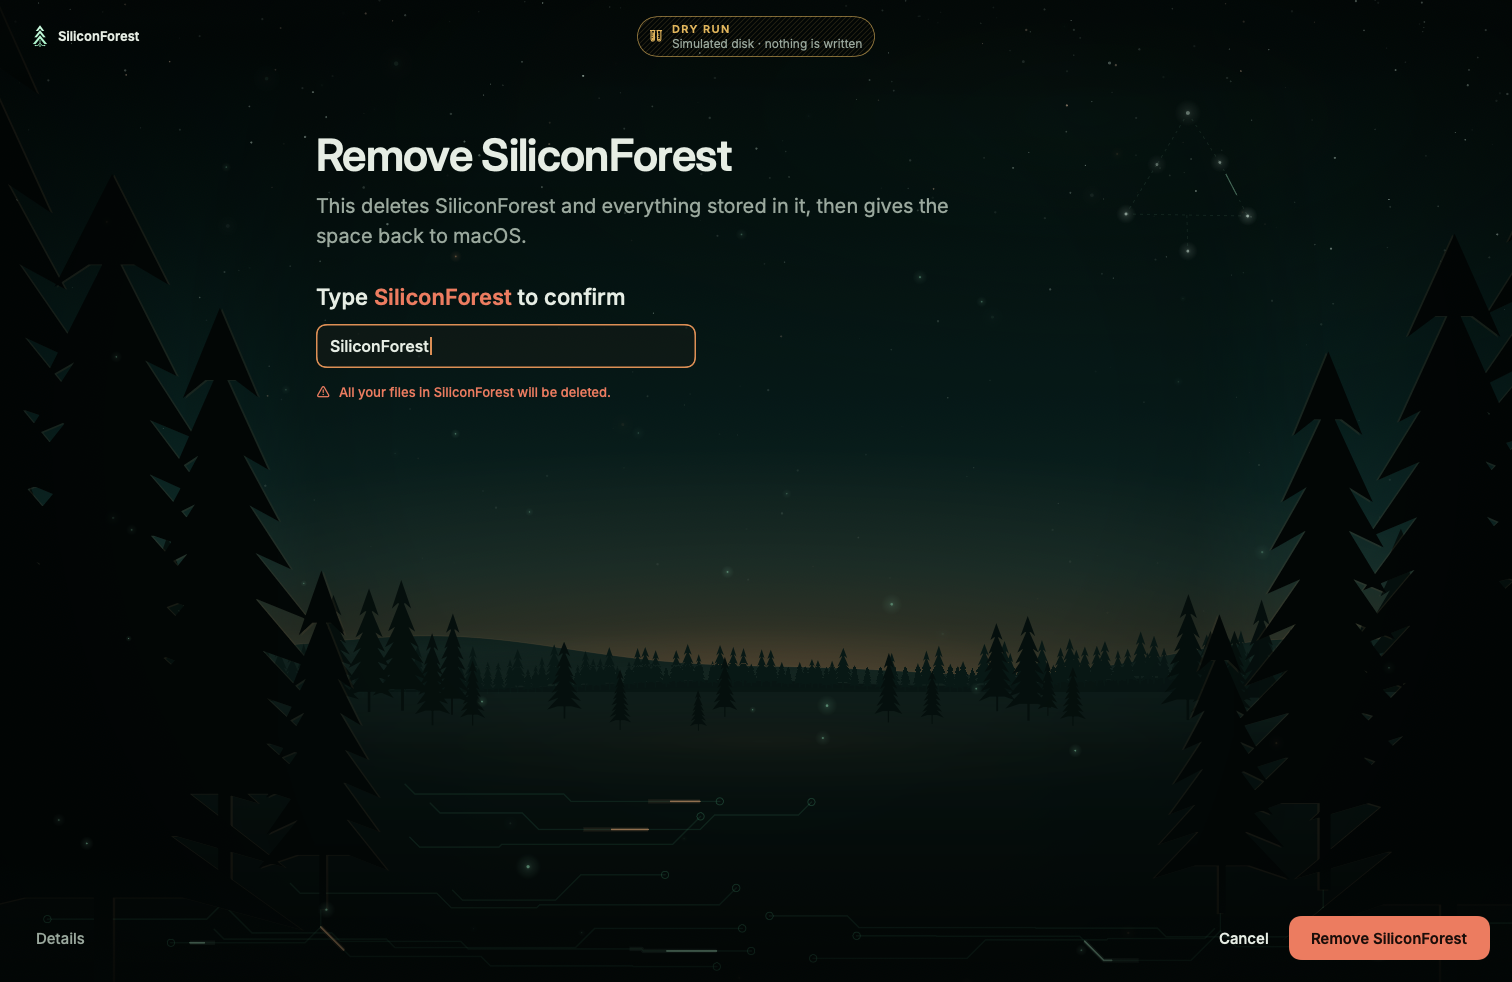 SiliconForest
DRY RUN
Simulated disk · nothing is written
Remove SiliconForest
This deletes SiliconForest and everything stored in it, then gives the
space back to macOS.
Type SiliconForest to confirm
SiliconForest
All your files in SiliconForest will be deleted.
Details
Cancel
Remove SiliconForest